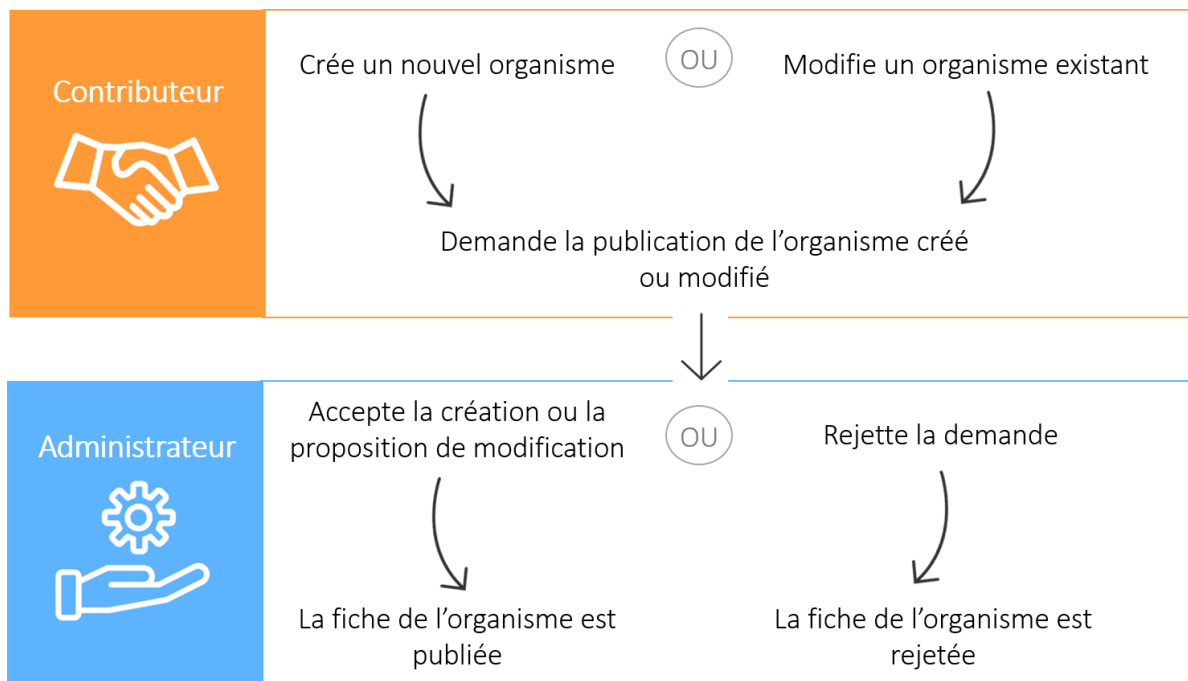 Contributeur
Crée un nouvel organisme
OU
Modifie un organisme existant
Demande la publication de l’organisme créé
ou modifié
Administrateur
Accepte la création ou la
proposition de modification
OU
Rejette la demande
La fiche de l’organisme est
publiée
La fiche de l’organisme est
rejetée